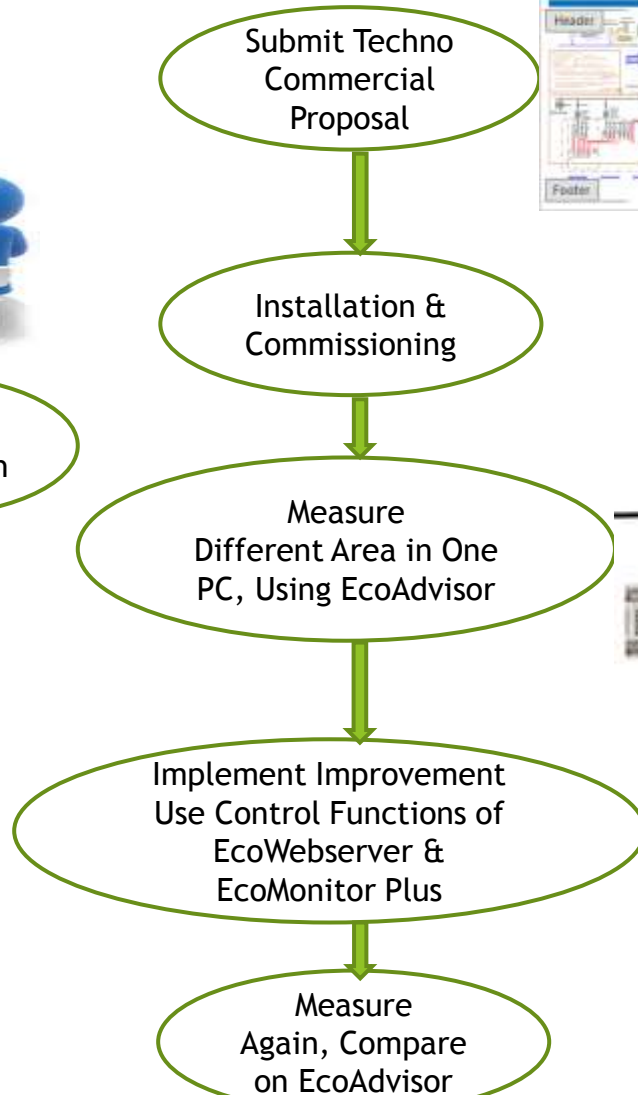 Submit Techno
Commercial
Proposal
Header
Footer
Installation &
Commissioning
n
Measure
Different Area in One
PC, Using EcoAdvisor
Implement Improvement
Use Control Functions of
EcoWebserver &
EcoMonitor Plus
Measure
Again, Compare
on EcoAdvisor